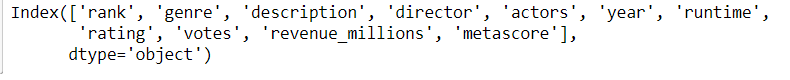 Index(['rank', 'genre', 'description', 'director', 'actors', 'year', 'runtime',
'rating', 'votes', 'revenue_millions', 'metascore'],
dtype='object')